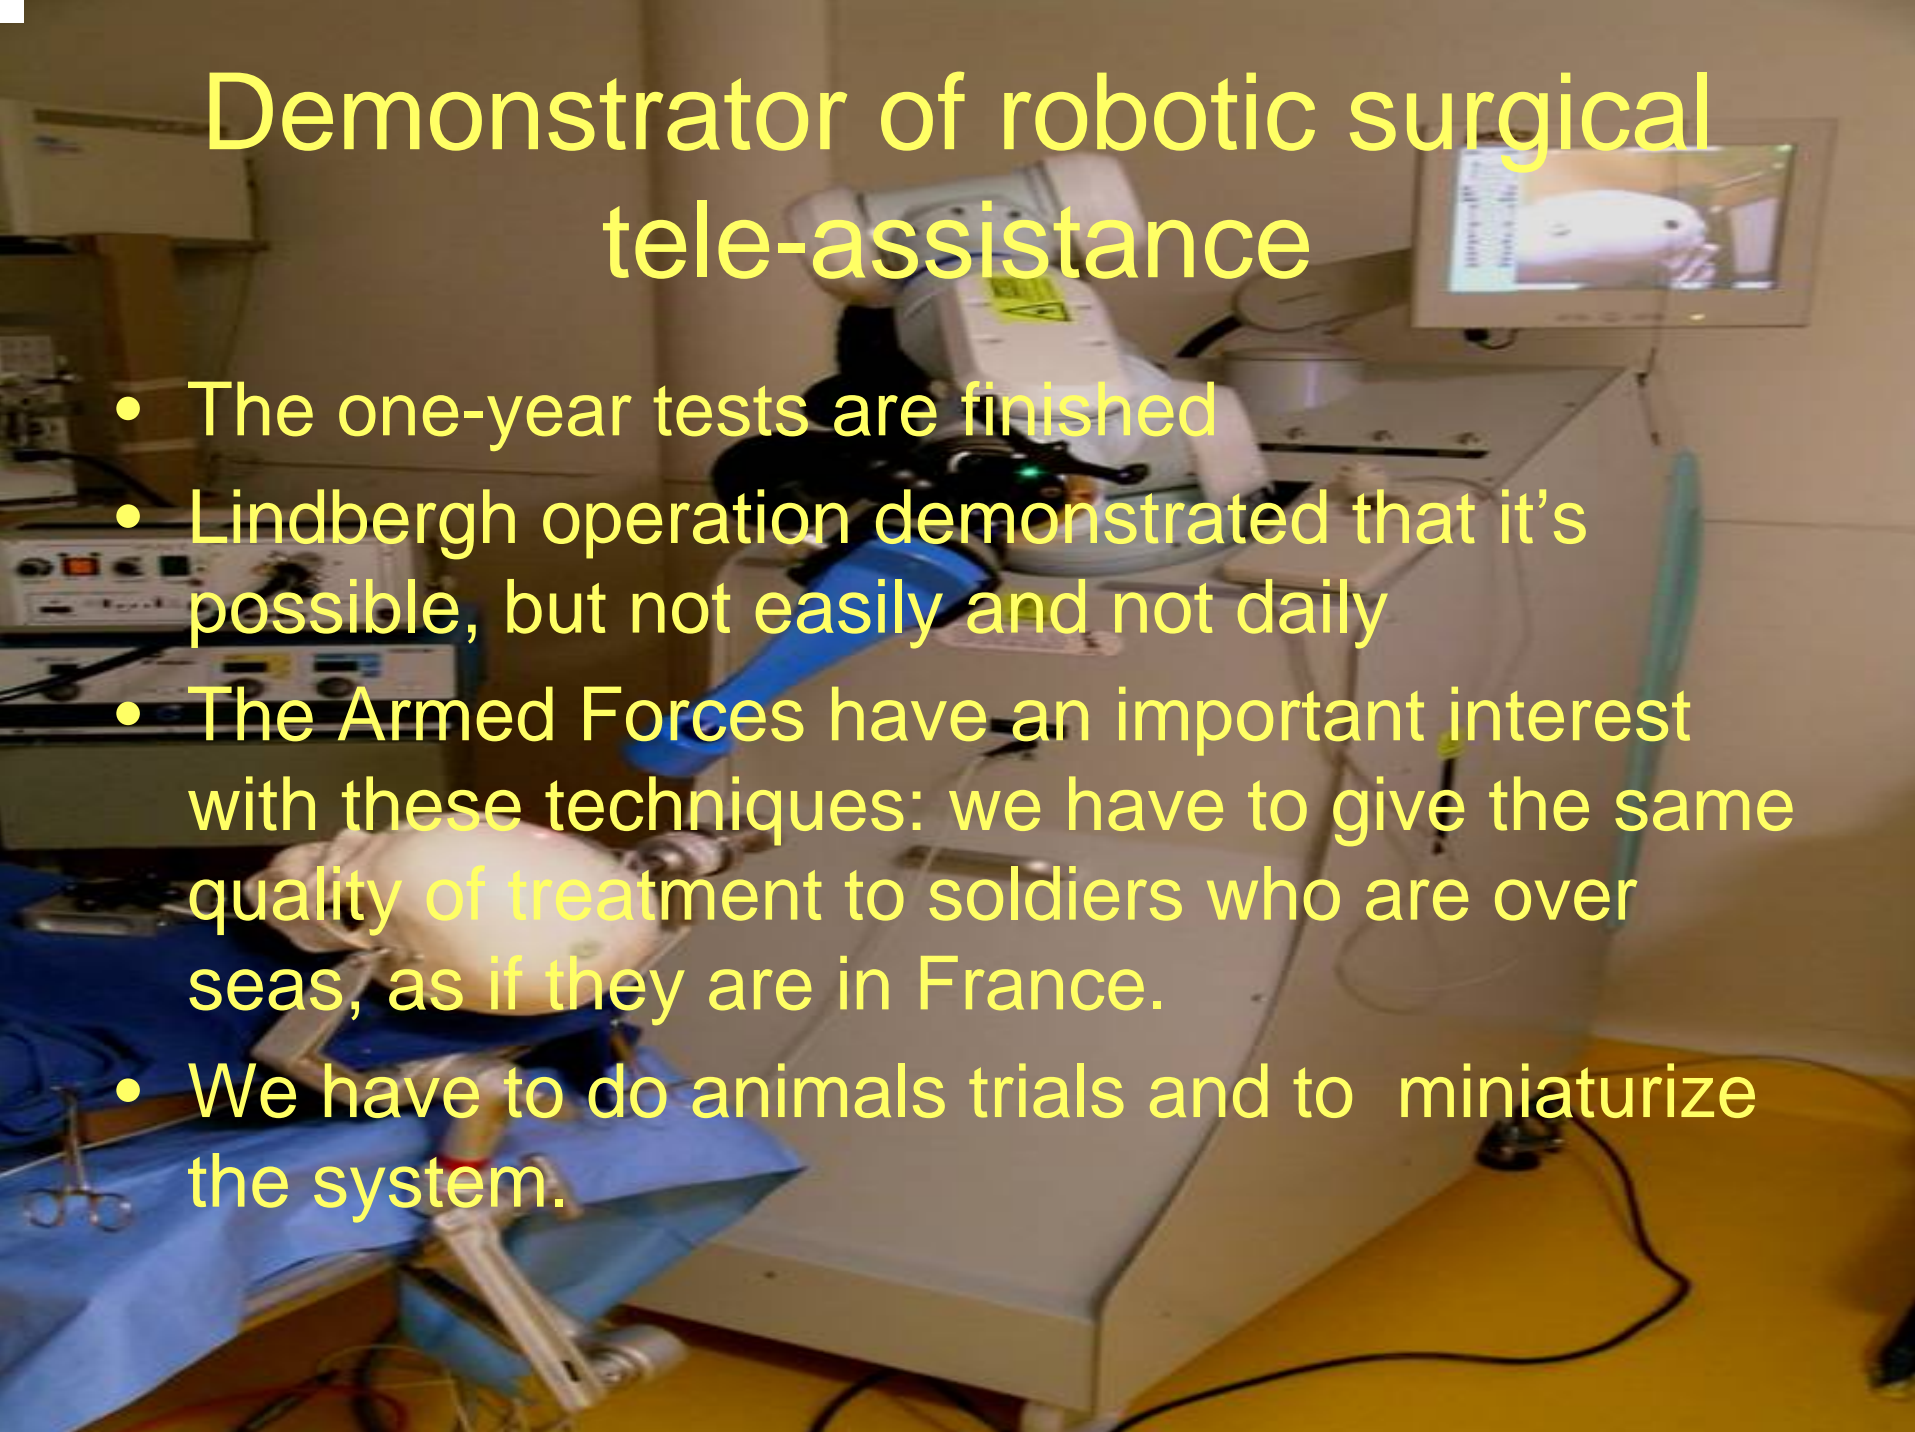 Demonstrator of robotic surgical
tele-assistance
• The one-year tests are finished
• Lindbergh operation demonstrated that it’s
possible, but not easily and not daily
• The Armed Forces have an important interest
with these techniques: we have to give the same
quality of treatment to soldiers who are over
seas, as if they are in France.
• We have to do animals trials and to  miniaturize
the system.